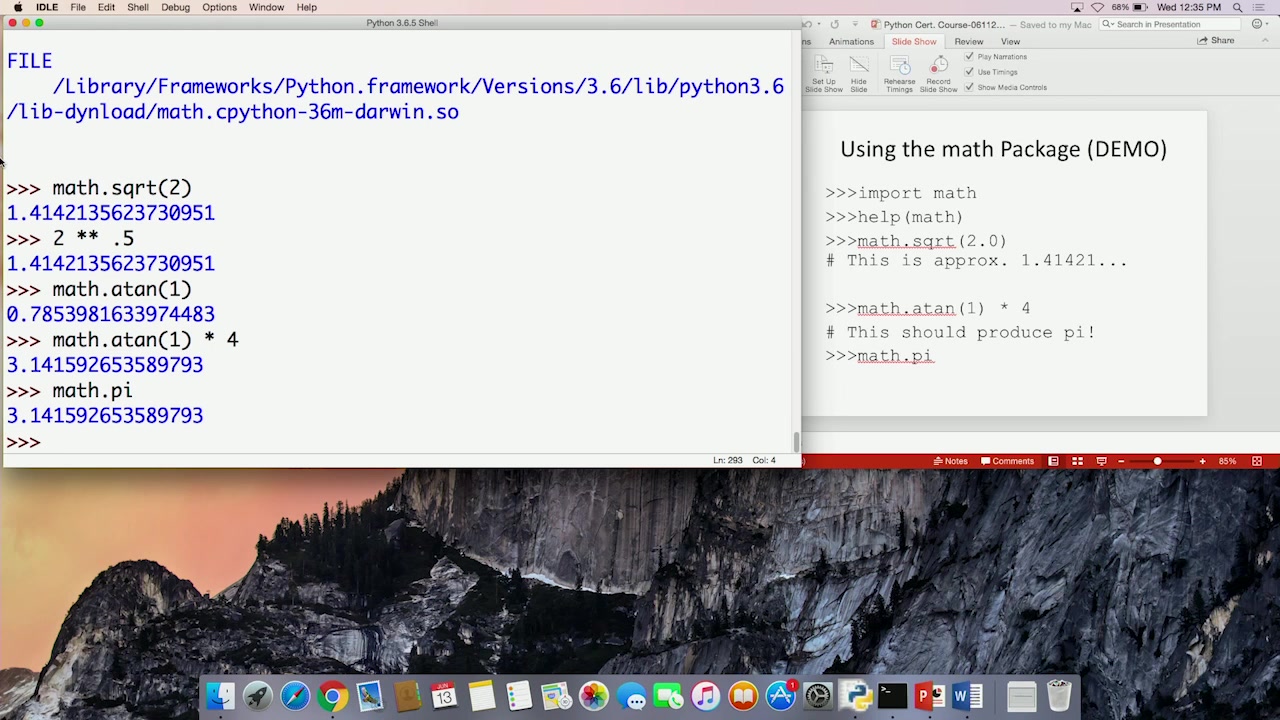 IDLE File Edit Shell Debug Options Window Help 68% Wed 12:35 PM
Python 3.6.5 Shell
FILE
/Library/Frameworks/Python.framework/Versions/3.6/lib/python3.6
/lib-dynload/math.cpython-36m-darwin.so
>>> math.sqrt(2)
1.4142135623730951
>>> 2 ** .5
1.4142135623730951
>>> math.atan(1)
0.7853981633974483
>>> math.atan(1) * 4
3.141592653589793
>>> math.pi
3.141592653589793
>>>
Ln: 293 Col: 4
Python Cert. Course-06112... — Saved to my Mac
Search in Presentation
ns Animations Slide Show Review View Share
Set Up
Slide Show
Hide
Slide
Rehearse
Timings
Record
Slide Show
Play Narrations
Use Timings
Show Media Controls
Using the math Package (DEMO)
>>>import math
>>>help(math)
>>>math.sqrt(2.0)
# This is approx. 1.41421...
>>>math.atan(1) * 4
# This should produce pi!
>>>math.pi
Notes Comments 85%
JUN
13
1